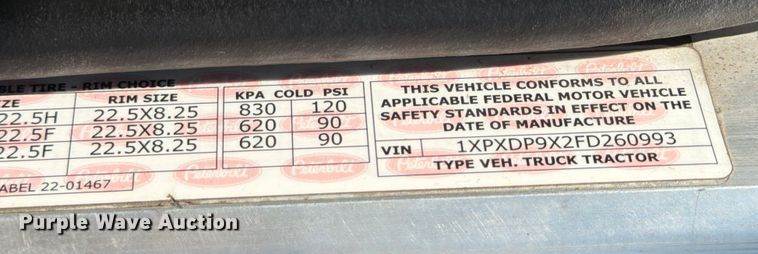 BLE TIRE - RIM CHOICE
ZE RIM SIZE KPA COLD PSI
22.5H 22.5X8.25 830 120
22.5F 22.5X8.25 620 90
22.5F 22.5X8.25 620 90
ABEL 22-01467
THIS VEHICLE CONFORMS TO ALL
APPLICABLE FEDERAL MOTOR VEHICLE
SAFETY STANDARDS IN EFFECT ON THE
DATE OF MANUFACTURE
VIN 1XPXDP9X2FD260993
TYPE VEH. TRUCK TRACTOR
Peterbilt Peterbilt Peterbilt
Purple Wave Auction